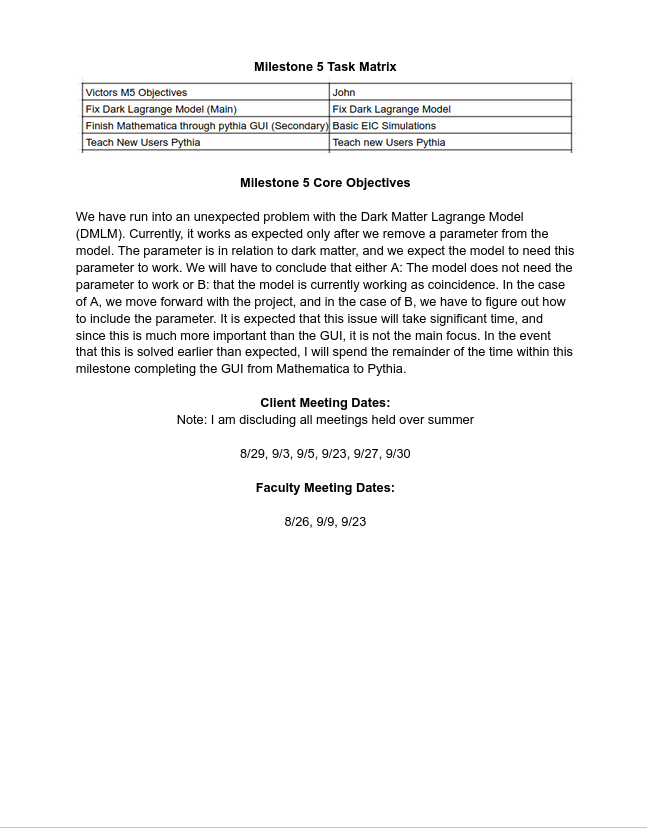 Milestone 5 Task Matrix
Victors M5 Objectives John
Fix Dark Lagrange Model (Main) Fix Dark Lagrange Model
Finish Mathematica through pythia GUI (Secondary) Basic EIC Simulations
Teach New Users Pythia Teach new Users Pythia
Milestone 5 Core Objectives
We have run into an unexpected problem with the Dark Matter Lagrange Model
(DMLM). Currently, it works as expected only after we remove a parameter from the
model. The parameter is in relation to dark matter, and we expect the model to need this
parameter to work. We will have to conclude that either A: The model does not need the
parameter to work or B: that the model is currently working as coincidence. In the case
of A, we move forward with the project, and in the case of B, we have to figure out how
to include the parameter. It is expected that this issue will take significant time, and
since this is much more important than the GUI, it is not the main focus. In the event
that this is solved earlier than expected, I will spend the remainder of the time within this
milestone completing the GUI from Mathematica to Pythia.
Client Meeting Dates:
Note: I am discluding all meetings held over summer
8/29, 9/3, 9/5, 9/23, 9/27, 9/30
Faculty Meeting Dates:
8/26, 9/9, 9/23